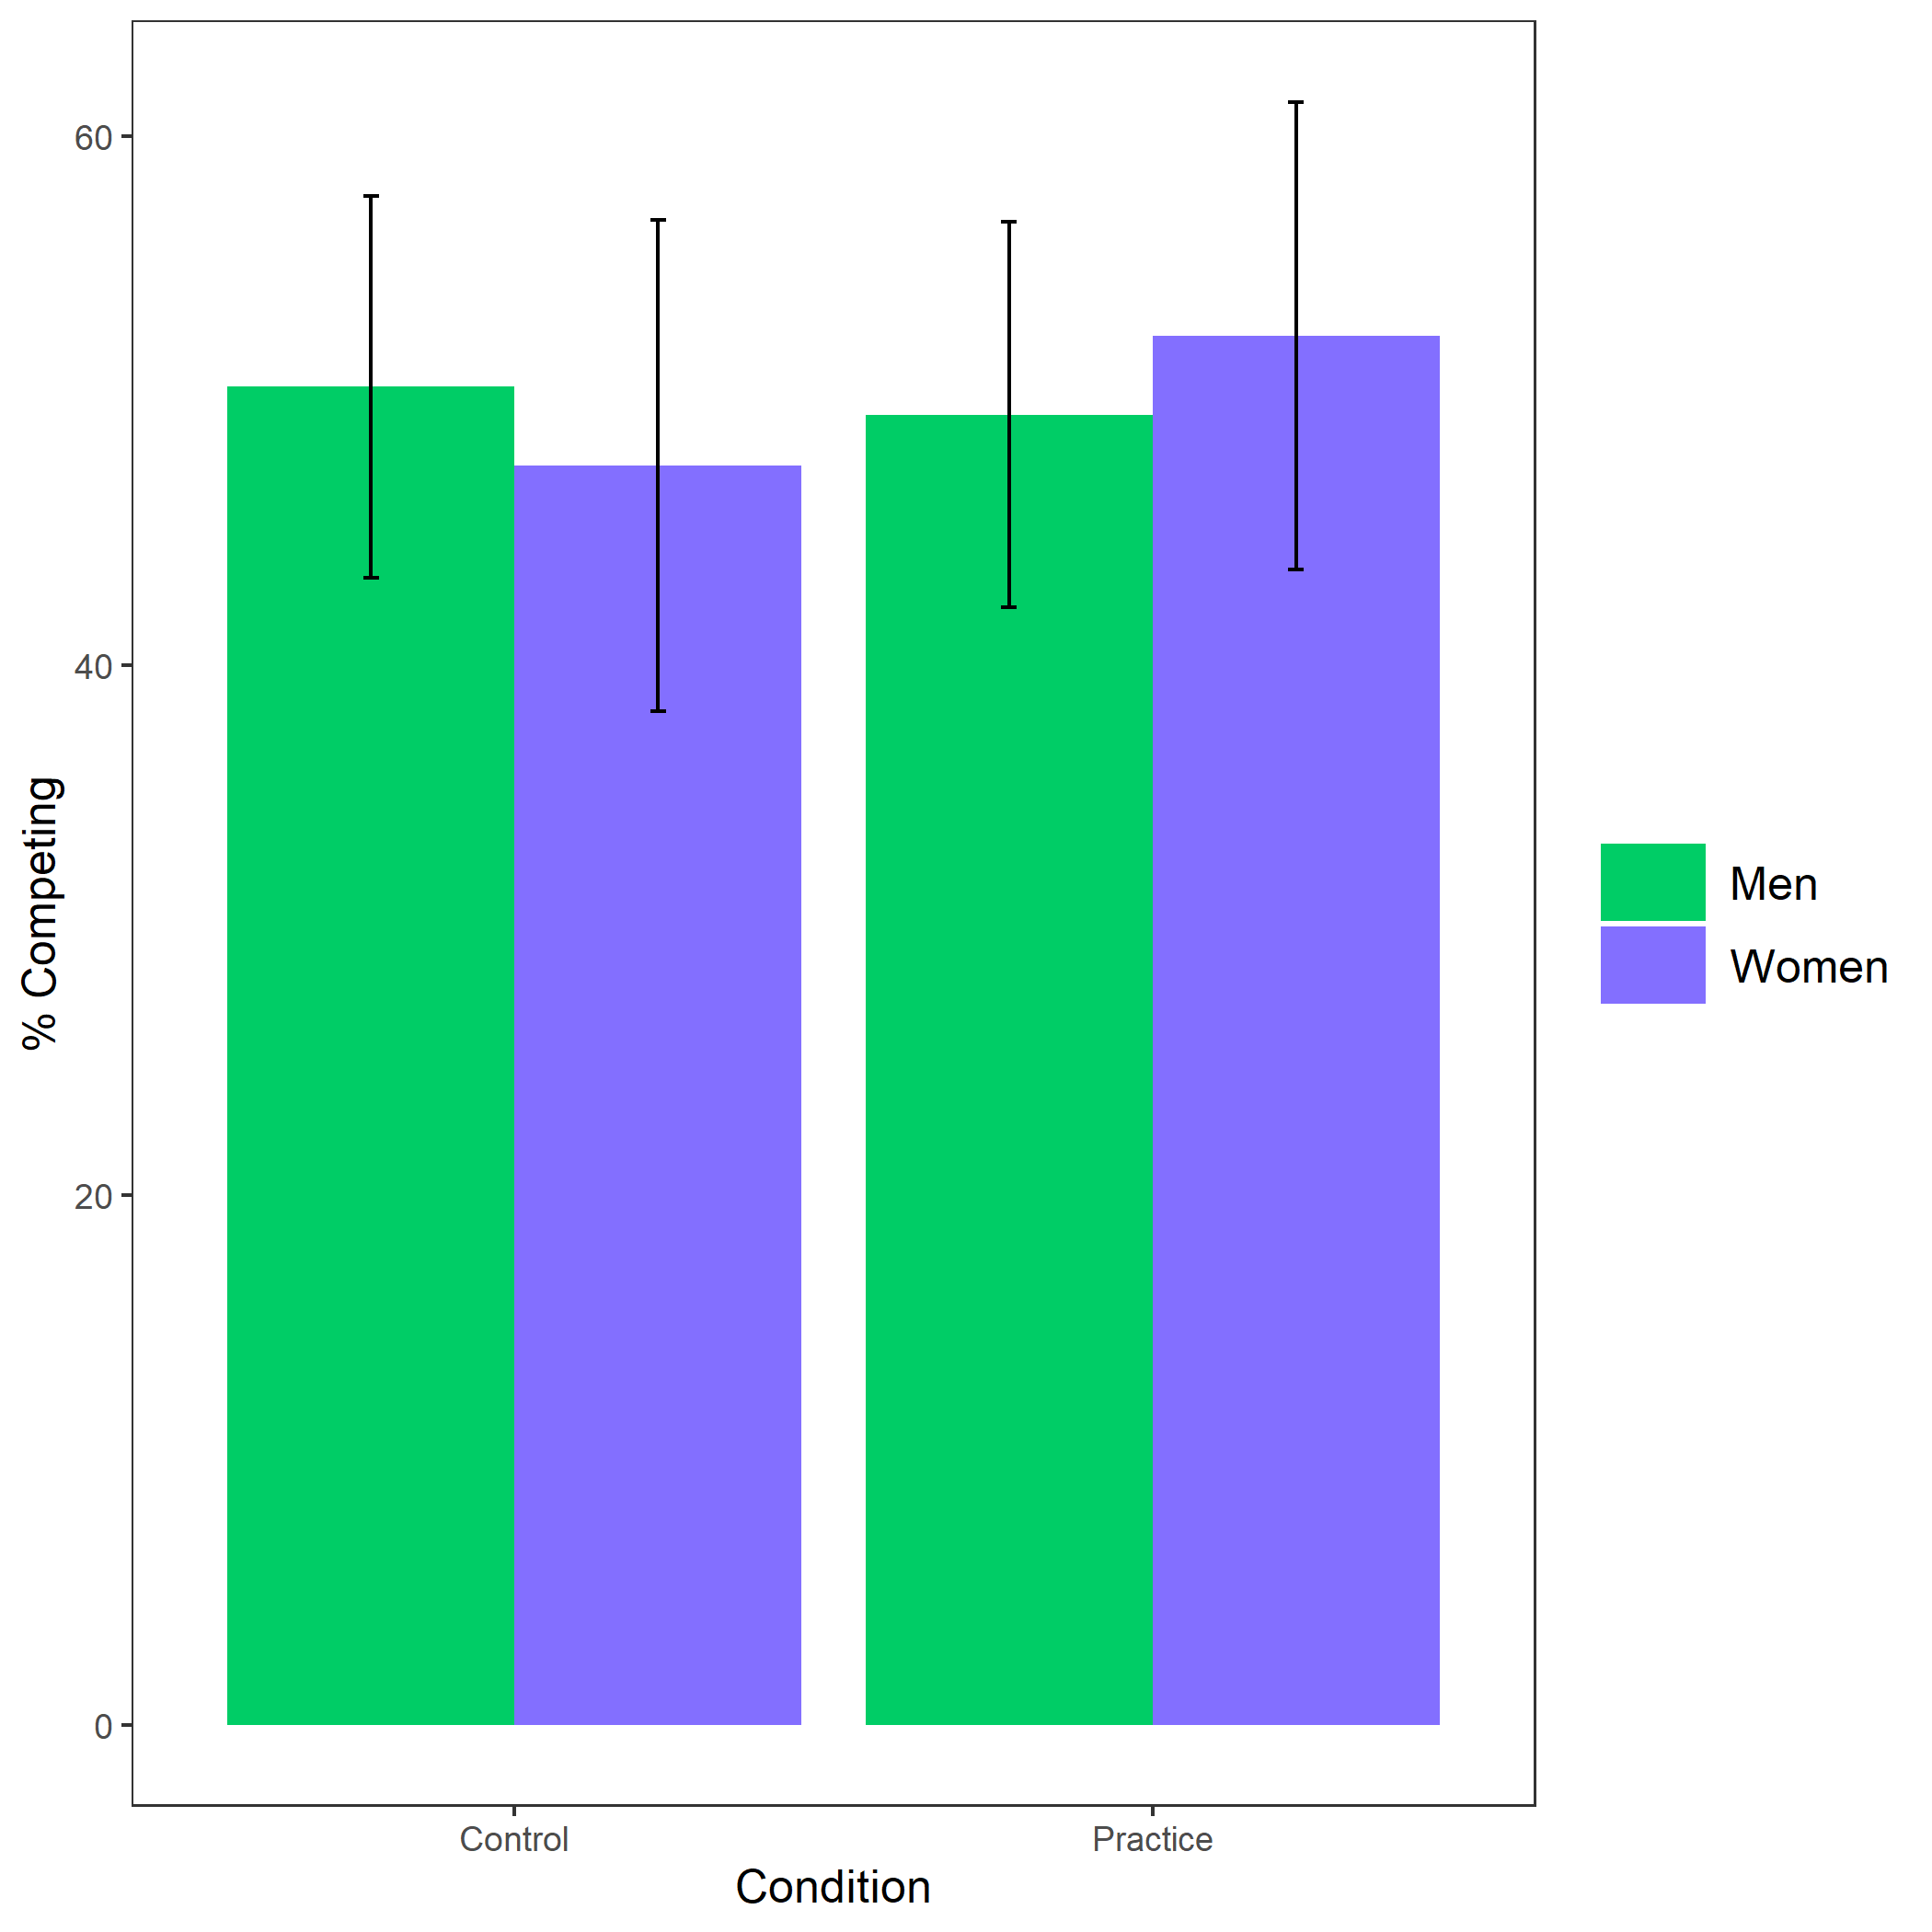 % Competing
60
40
20
0
Control
Practice
Condition
Men
Women